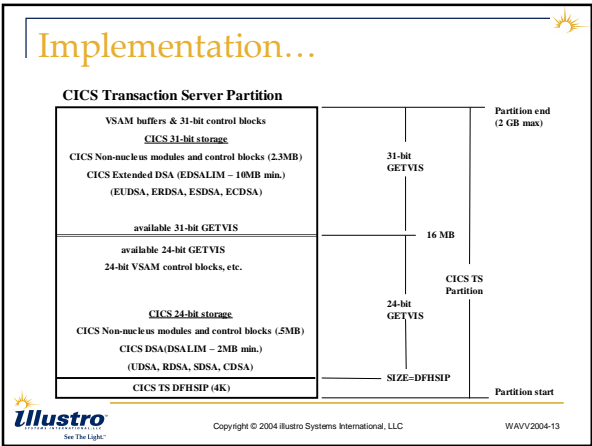 Implementation…
CICS Transaction Server Partition
VSAM buffers & 31-bit control blocks
CICS 31-bit storage
CICS Non-nucleus modules and control blocks (2.3MB)
CICS Extended DSA (EDSALIM – 10MB min.)
(EUDSA, ERDSA, ESDSA, ECDSA)
available 31-bit GETVIS
available 24-bit GETVIS
24-bit VSAM control blocks, etc.
CICS 24-bit storage
CICS Non-nucleus modules and control blocks (.5MB)
CICS DSA(DSALIM – 2MB min.)
(UDSA, RDSA, SDSA, CDSA)
CICS TS DFHSIP (4K)
31-bit
GETVIS
16 MB
24-bit
GETVIS
SIZE=DFHSIP
Partition end
(2 GB max)
CICS TS
Partition
Partition start
illustro
SYSTEMS INTERNATIONAL, LLC
See The Light.™
Copyright © 2004 illustro Systems International, LLC
WAVV2004-13